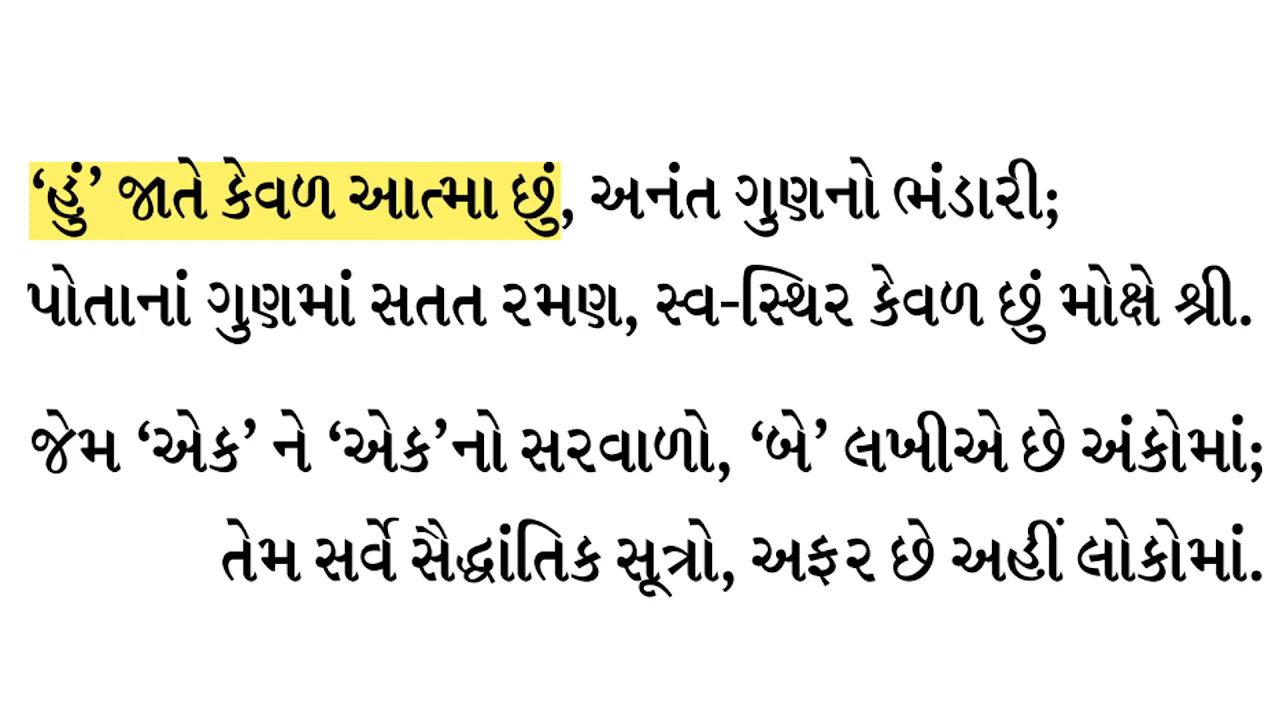 ‘હું’ જાતે કેવળ આત્મા છું, અનંત ગુણનો ભંડારી;
પોતાનાં ગુણમાં સતત રમણ, સ્વ-સ્થિર કેવળ છું મોક્ષે શ્રી.
જેમ ‘એક’ ને ‘એક’નો સરવાળો, ‘બે’ લખીએ છે અંકોમાં;
તેમ સર્વે સૈદ્ધાંતિક સૂત્રો, અફર છે અહીં લોકોમાં.